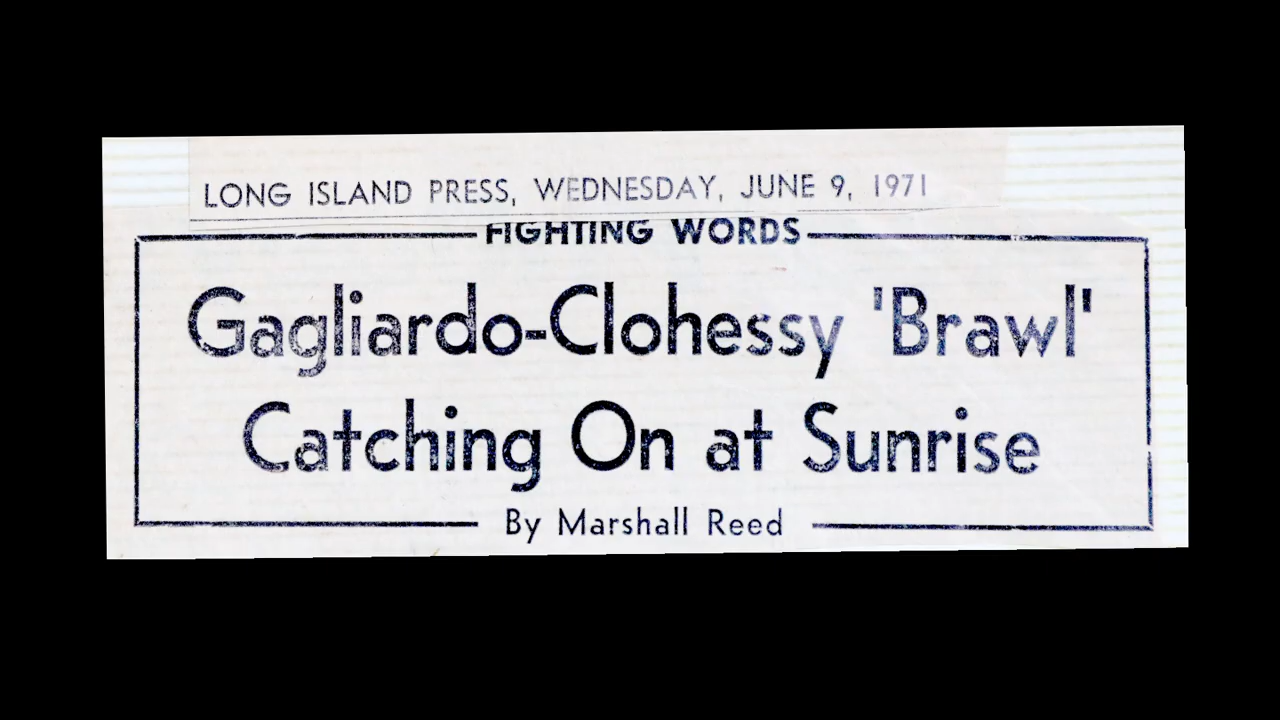 LONG ISLAND PRESS, WEDNESDAY, JUNE 9, 1971
FIGHTING WORDS
Gagliardo-Clohessy 'Brawl'
Catching On at Sunrise
By Marshall Reed